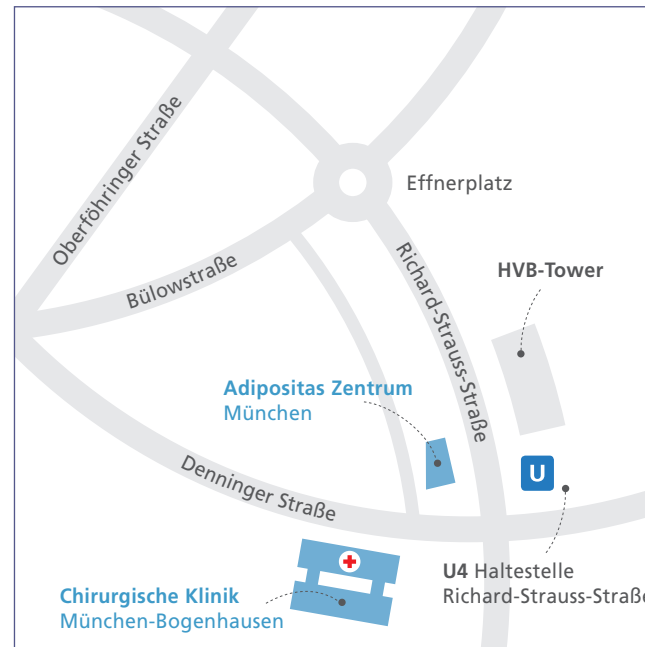 Oberföhringer Straße
Effnerplatz
Bülowstraße
Richard-Strauss-Straße
HVB-Tower
Adipositas Zentrum
München
Denninger Straße
U
U4 Haltestelle
Richard-Strauss-Straße
Chirurgische Klinik
München-Bogenhausen